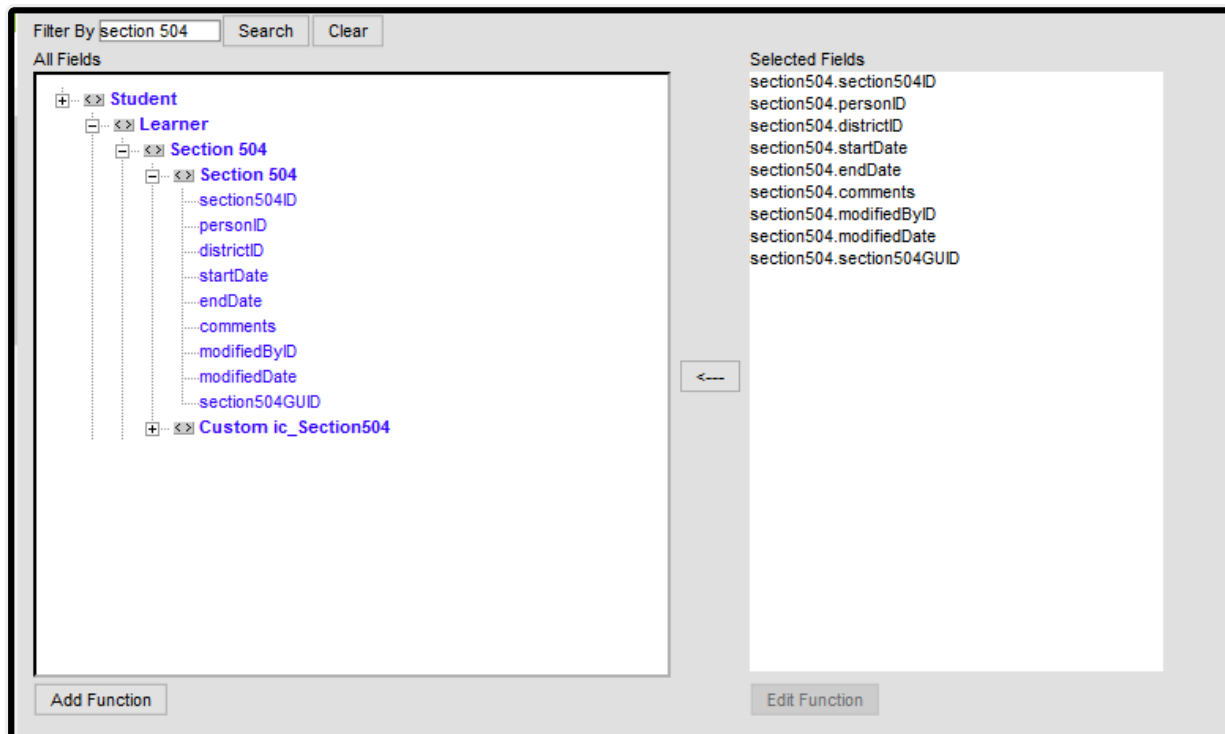 Filter By section 504 Search Clear
All Fields
Student
Learner
Section 504
Section 504
section504ID
personID
districtID
startDate
endDate
comments
modifiedByID
modifiedDate
section504GUID
Custom ic_Section504
Add Function
<---
Selected Fields
section504.section504ID
section504.personID
section504.districtID
section504.startDate
section504.endDate
section504.comments
section504.modifiedByID
section504.modifiedDate
section504.section504GUID
Edit Function